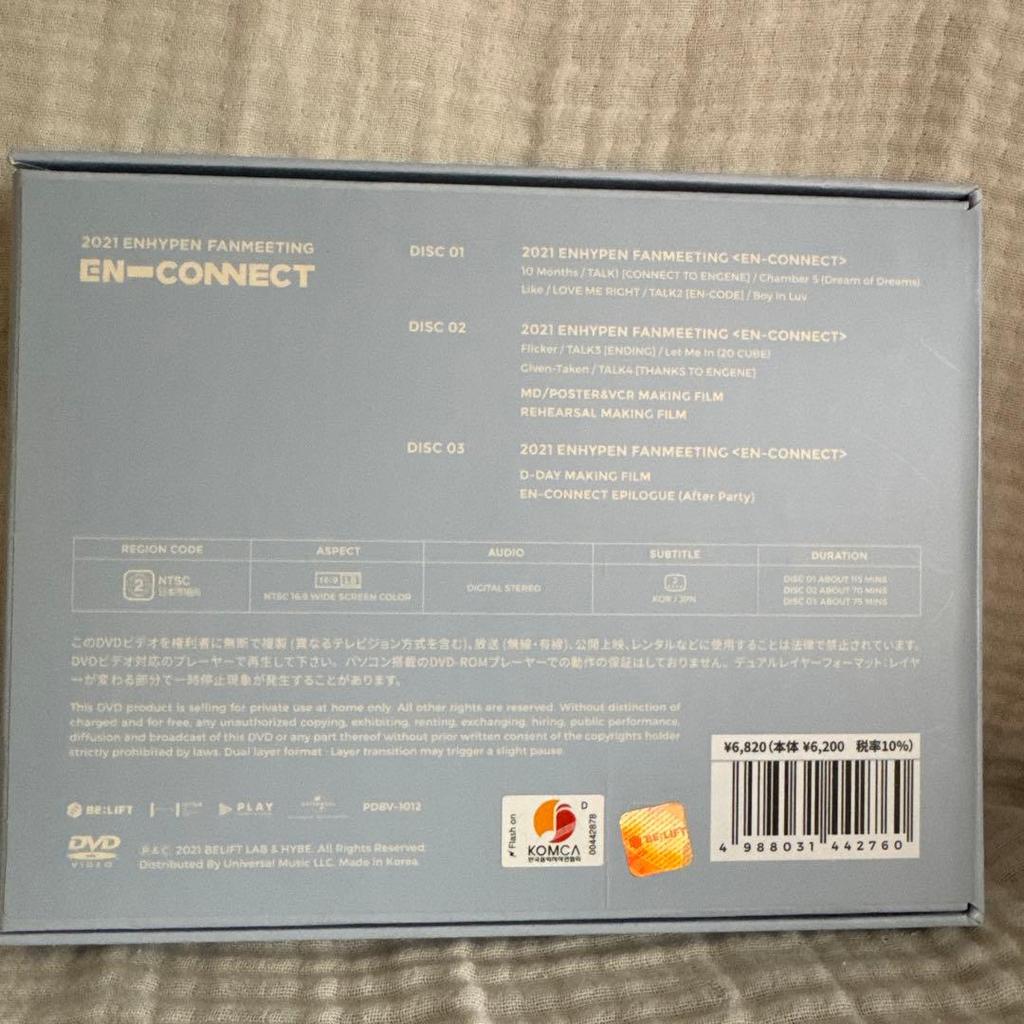 2021 ENHYPEN FANMEETING
EN-CONNECT
DISC 01
2021 ENHYPEN FANMEETING <EN-CONNECT>
10 Months / TALK1 [CONNECT TO ENGENE] / Chamber 5 (Dream of Dreams)
Like / LOVE ME RIGHT / TALK2 [EN-CODE] / Boy In Luv
DISC 02
2021 ENHYPEN FANMEETING <EN-CONNECT>
Flicker / TALK3 [ENDING] / Let Me In (20 CUBE)
Given-Taken / TALK4 [THANKS TO ENGENE]
MD/POSTER&VCR MAKING FILM
REHEARSAL MAKING FILM
DISC 03
2021 ENHYPEN FANMEETING <EN-CONNECT>
D-DAY MAKING FILM
EN-CONNECT EPILOGUE (After Party)
REGION CODE
2 NTSC
日本市場向
ASPECT
16:9 LB
NTSC 16:9 WIDE SCREEN COLOR
AUDIO
DIGITAL STEREO
SUBTITLE
2
KOR / JPN
DURATION
DISC 01 ABOUT 115 MINS
DISC 02 ABOUT 70 MINS
DISC 03 ABOUT 75 MINS
このDVDビデオを権利者に無断で複製(異なるテレビジョン方式を含む)、放送(無線・有線)、公開上映、レンタルなどに使用することは法律で禁止されています。
DVDビデオ対応のプレーヤーで再生して下さい。パソコン搭載のDVD-ROMプレーヤーでの動作の保証はしておりません。デュアルレイヤーフォーマット:レイヤ
ーが変わる部分で一時停止現象が発生することがあります。
This DVD product is selling for private use at home only. All other rights are reserved. Without distinction of
charged and for free, any unauthorized copying, exhibiting, renting, exchanging, hiring, public performance,
diffusion and broadcast of this DVD or any part thereof without prior written consent of the copyrights holder
strictly prohibited by laws. Dual layer format - Layer transition may trigger a slight pause.
¥6,820(本体 ¥6,200 税率10%)
4 988031 442760
BE:LIFT
PLAY
UNIVERSAL
PDBV-1012
DVD
VIDEO
P.& C. 2021 BELIFT LAB & HYBE. All Rights Reserved.
Distributed By Universal Music LLC. Made in Korea.
Flash on
KOMCA
한국음악저작권협회
D
00442878
BE:LIFT